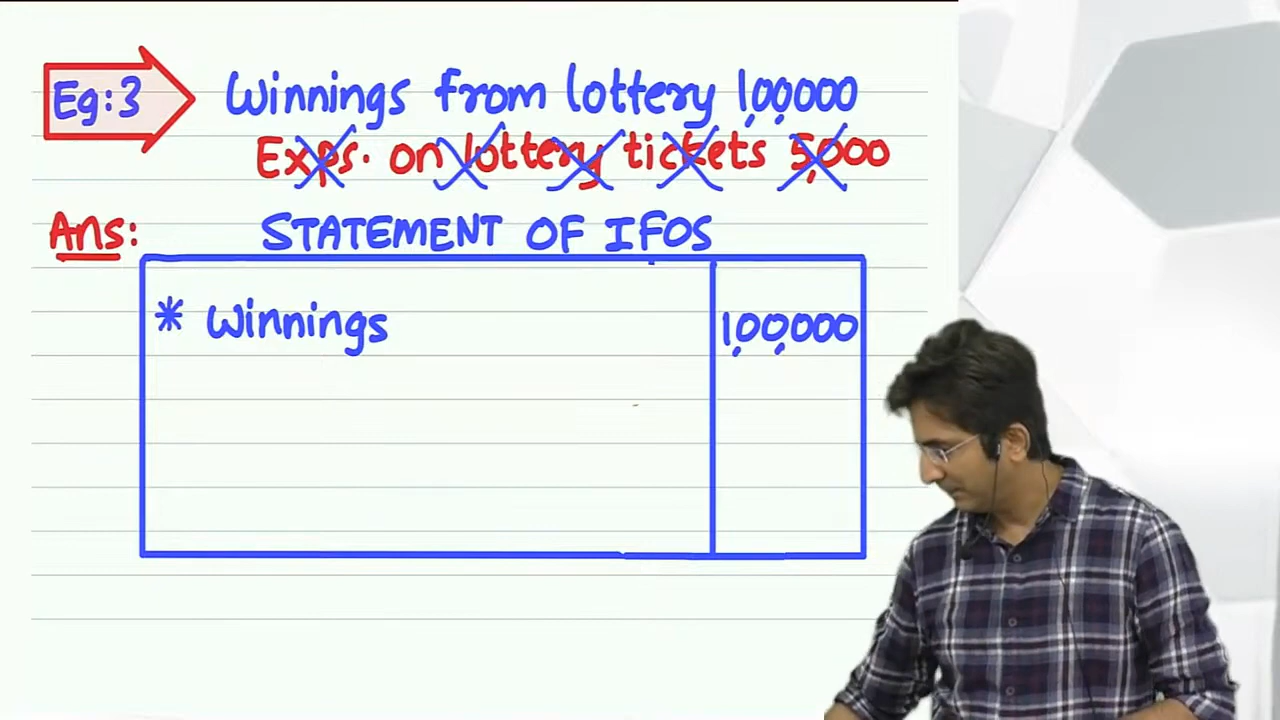 Eg:3
Winnings from lottery 1,00,000
Exps. on lottery tickets 5,000
Ans: STATEMENT OF IFOS
* Winnings 1,00,000